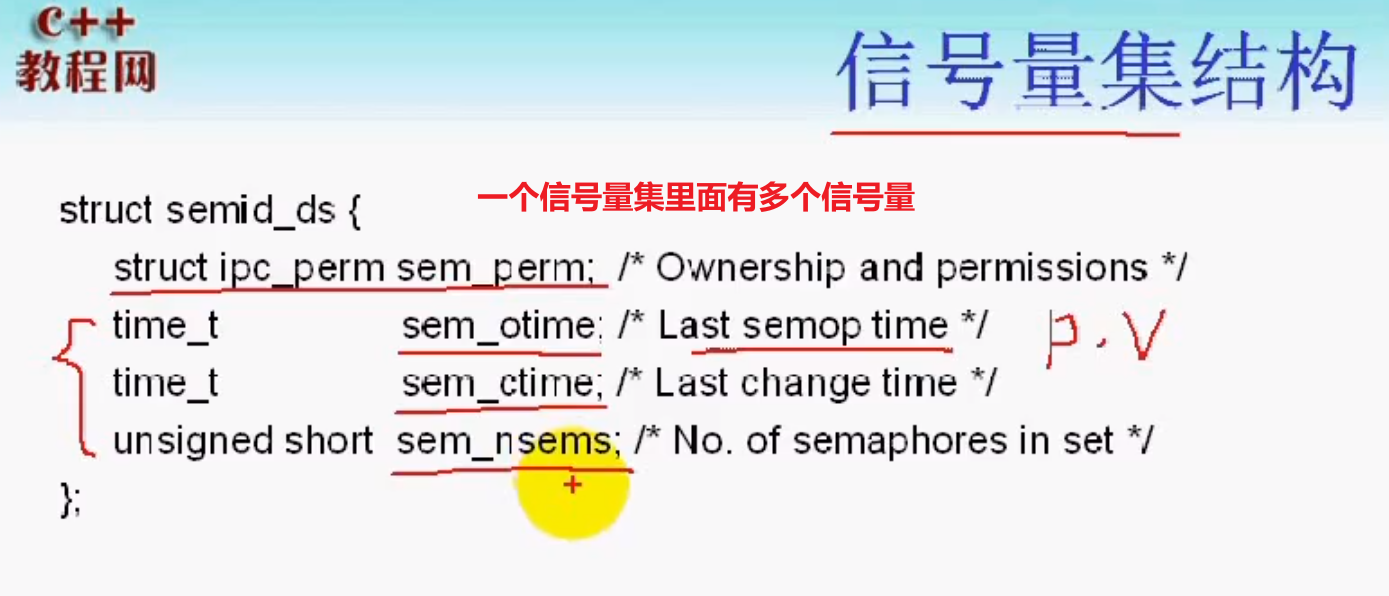 C++
教程网
信号量集结构
一个信号量集里面有多个信号量
struct semid_ds {
struct ipc_perm sem_perm; /* Ownership and permissions */
time_t sem_otime; /* Last semop time */
P.V
time_t sem_ctime; /* Last change time */
unsigned short sem_nsems; /* No. of semaphores in set */
};